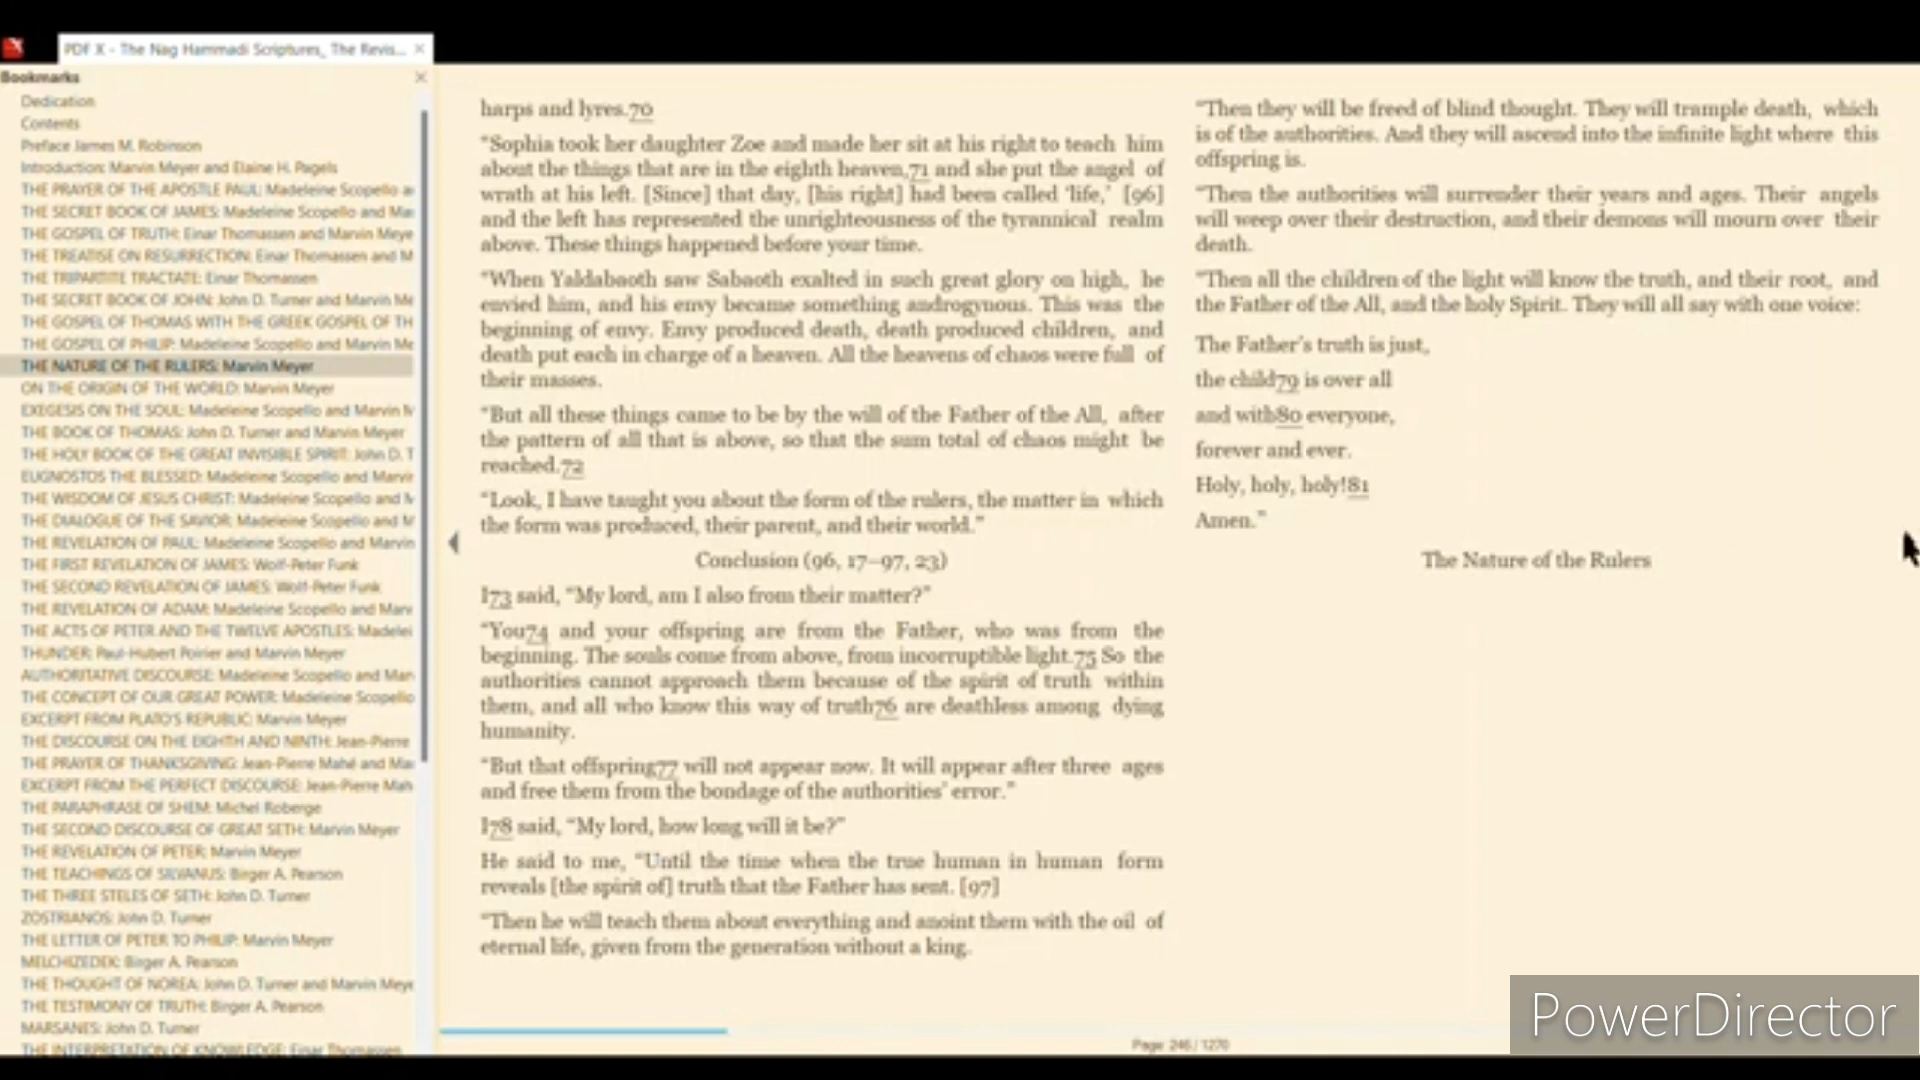 PDF X - The Nag Hammadi Scriptures_ The Revis...
Bookmarks
Dedication
Contents
Preface James M. Robinson
Introduction: Marvin Meyer and Elaine H. Pagels
THE PRAYER OF THE APOSTLE PAUL: Madeleine Scopello a
THE SECRET BOOK OF JAMES: Madeleine Scopello and Ma
THE GOSPEL OF TRUTH: Einar Thomassen and Marvin Meye
THE TREATISE ON RESURRECTION: Einar Thomassen and M
THE TRIPARTITE TRACTATE: Einar Thomassen
THE SECRET BOOK OF JOHN: John D. Turner and Marvin Me
THE GOSPEL OF THOMAS WITH THE GREEK GOSPEL OF TH
THE GOSPEL OF PHILIP: Madeleine Scopello and Marvin Me
THE NATURE OF THE RULERS: Marvin Meyer
ON THE ORIGIN OF THE WORLD: Marvin Meyer
EXEGESIS ON THE SOUL: Madeleine Scopello and Marvin M
THE BOOK OF THOMAS: John D. Turner and Marvin Meyer
THE HOLY BOOK OF THE GREAT INVISIBLE SPIRIT: John D. T
EUGNOSTOS THE BLESSED: Madeleine Scopello and Marvin
THE WISDOM OF JESUS CHRIST: Madeleine Scopello and M
THE DIALOGUE OF THE SAVIOR: Madeleine Scopello and M
THE REVELATION OF PAUL: Madeleine Scopello and Marvin
THE FIRST REVELATION OF JAMES: Wolf-Peter Funk
THE SECOND REVELATION OF JAMES: Wolf-Peter Funk
THE REVELATION OF ADAM: Madeleine Scopello and Marv
THE ACTS OF PETER AND THE TWELVE APOSTLES: Madelei
THUNDER: Paul-Hubert Poirier and Marvin Meyer
AUTHORITATIVE DISCOURSE: Madeleine Scopello and Mar
THE CONCEPT OF OUR GREAT POWER: Madeleine Scopello
EXCERPT FROM PLATO'S REPUBLIC: Marvin Meyer
THE DISCOURSE ON THE EIGHTH AND NINTH: Jean-Pierre
THE PRAYER OF THANKSGIVING: Jean-Pierre Mahé and Ma
EXCERPT FROM THE PERFECT DISCOURSE: Jean-Pierre Mah
THE PARAPHRASE OF SHEM: Michel Roberge
THE SECOND DISCOURSE OF GREAT SETH: Marvin Meyer
THE REVELATION OF PETER: Marvin Meyer
THE TEACHINGS OF SILVANUS: Birger A. Pearson
THE THREE STELES OF SETH: John D. Turner
ZOSTRIANOS: John D. Turner
THE LETTER OF PETER TO PHILIP: Marvin Meyer
MELCHIZEDEK: Birger A. Pearson
THE THOUGHT OF NOREA: John D. Turner and Marvin Meye
THE TESTIMONY OF TRUTH: Birger A. Pearson
MARSANES: John D. Turner
THE INTERPRETATION OF KNOWLEDGE: Einar Thomassen
harps and lyres.70
"Sophia took her daughter Zoe and made her sit at his right to teach him
about the things that are in the eighth heaven,71 and she put the angel of
wrath at his left. [Since] that day, [his right] had been called 'life,' [96]
and the left has represented the unrighteousness of the tyrannical realm
above. These things happened before your time.
"When Yaldabaoth saw Sabaoth exalted in such great glory on high, he
envied him, and his envy became something androgynous. This was the
beginning of envy. Envy produced death, death produced children, and
death put each in charge of a heaven. All the heavens of chaos were full of
their masses.
"But all these things came to be by the will of the Father of the All, after
the pattern of all that is above, so that the sum total of chaos might be
reached.72
"Look, I have taught you about the form of the rulers, the matter in which
the form was produced, their parent, and their world."
Conclusion (96, 17–97, 23)
I73 said, "My lord, am I also from their matter?"
"You74 and your offspring are from the Father, who was from the
beginning. The souls come from above, from incorruptible light.75 So the
authorities cannot approach them because of the spirit of truth within
them, and all who know this way of truth76 are deathless among dying
humanity.
"But that offspring77 will not appear now. It will appear after three ages
and free them from the bondage of the authorities' error."
I78 said, "My lord, how long will it be?"
He said to me, "Until the time when the true human in human form
reveals [the spirit of] truth that the Father has sent. [97]
"Then he will teach them about everything and anoint them with the oil of
eternal life, given from the generation without a king.
"Then they will be freed of blind thought. They will trample death, which
is of the authorities. And they will ascend into the infinite light where this
offspring is.
"Then the authorities will surrender their years and ages. Their angels
will weep over their destruction, and their demons will mourn over their
death.
"Then all the children of the light will know the truth, and their root, and
the Father of the All, and the holy Spirit. They will all say with one voice:
The Father's truth is just,
the child79 is over all
and with80 everyone,
forever and ever.
Holy, holy, holy!81
Amen."
The Nature of the Rulers
Page 246 / 1270
PowerDirector